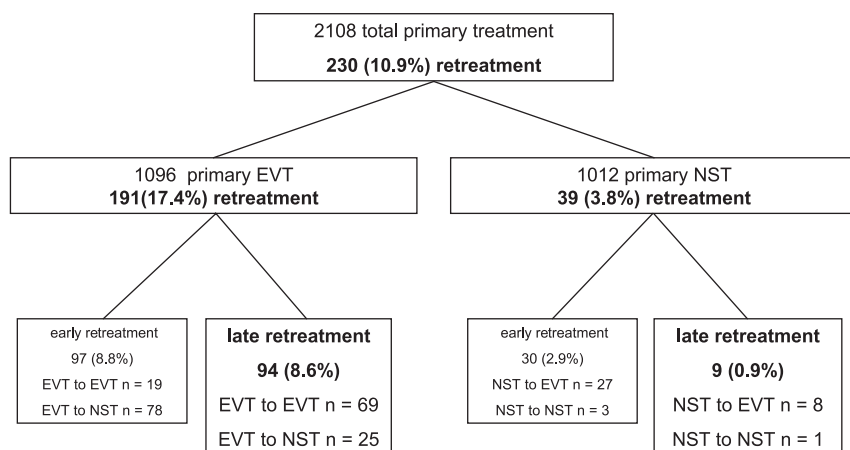 2108 total primary treatment
230 (10.9%) retreatment
1096 primary EVT
191(17.4%) retreatment
1012 primary NST
39 (3.8%) retreatment
early retreatment
97 (8.8%)
EVT to EVT n = 19
EVT to NST n = 78
late retreatment
94 (8.6%)
EVT to EVT n = 69
EVT to NST n = 25
early retreatment
30 (2.9%)
NST to EVT n = 27
NST to NST n = 3
late retreatment
9 (0.9%)
NST to EVT n = 8
NST to NST n = 1